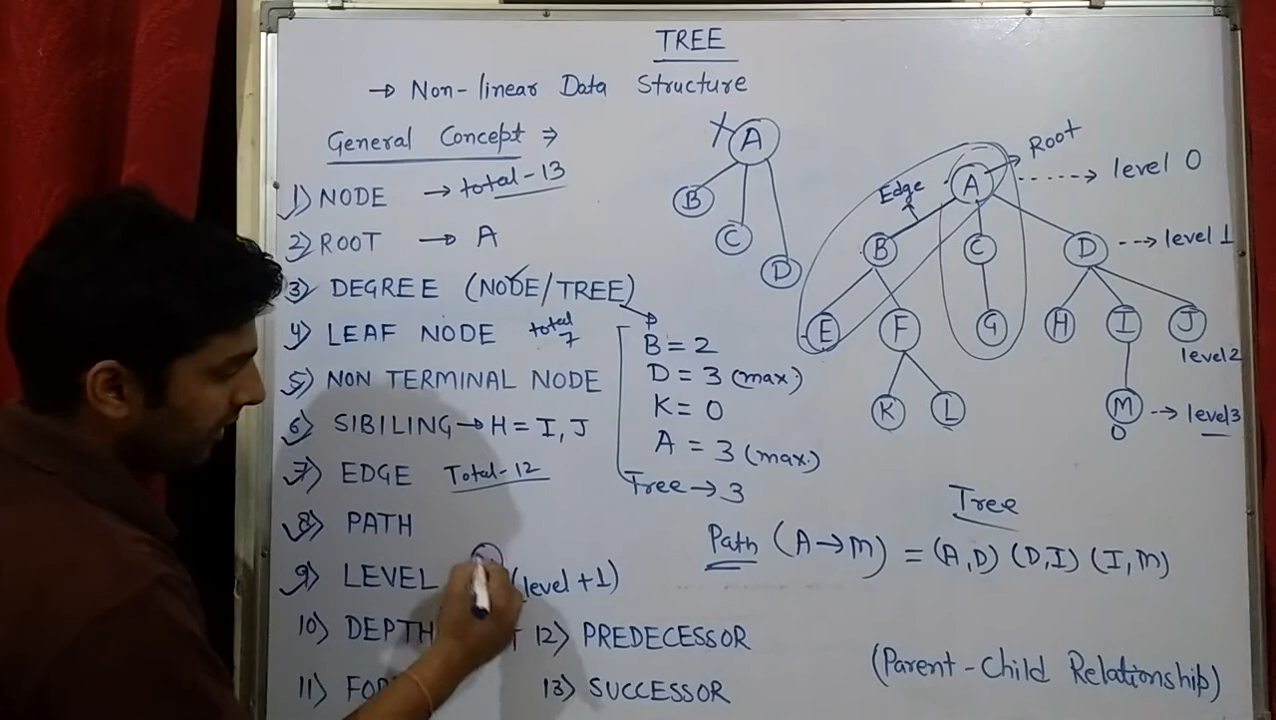 TREE
→ Non-linear Data Structure
General Concept ⇒
1) NODE → total-13
2) ROOT → A
3) DEGREE (NODE/TREE)
4) LEAF NODE total 7
5) NON TERMINAL NODE
6) SIBILING → H = I, J
7) EDGE Total-12
8) PATH
9) LEVEL (level+1)
10) DEPTH
12) PREDECESSOR
11)
13) SUCCESSOR
B = 2
D = 3 (max.)
K = 0
A = 3 (max.)
Tree → 3
X A
B
C
D
Root
A level 0
Edge
B C D level 1
E F G H I J
level 2
K L M → level 3
0
Tree
Path (A→M) = (A,D) (D,I) (I,M)
(Parent-Child Relationship)